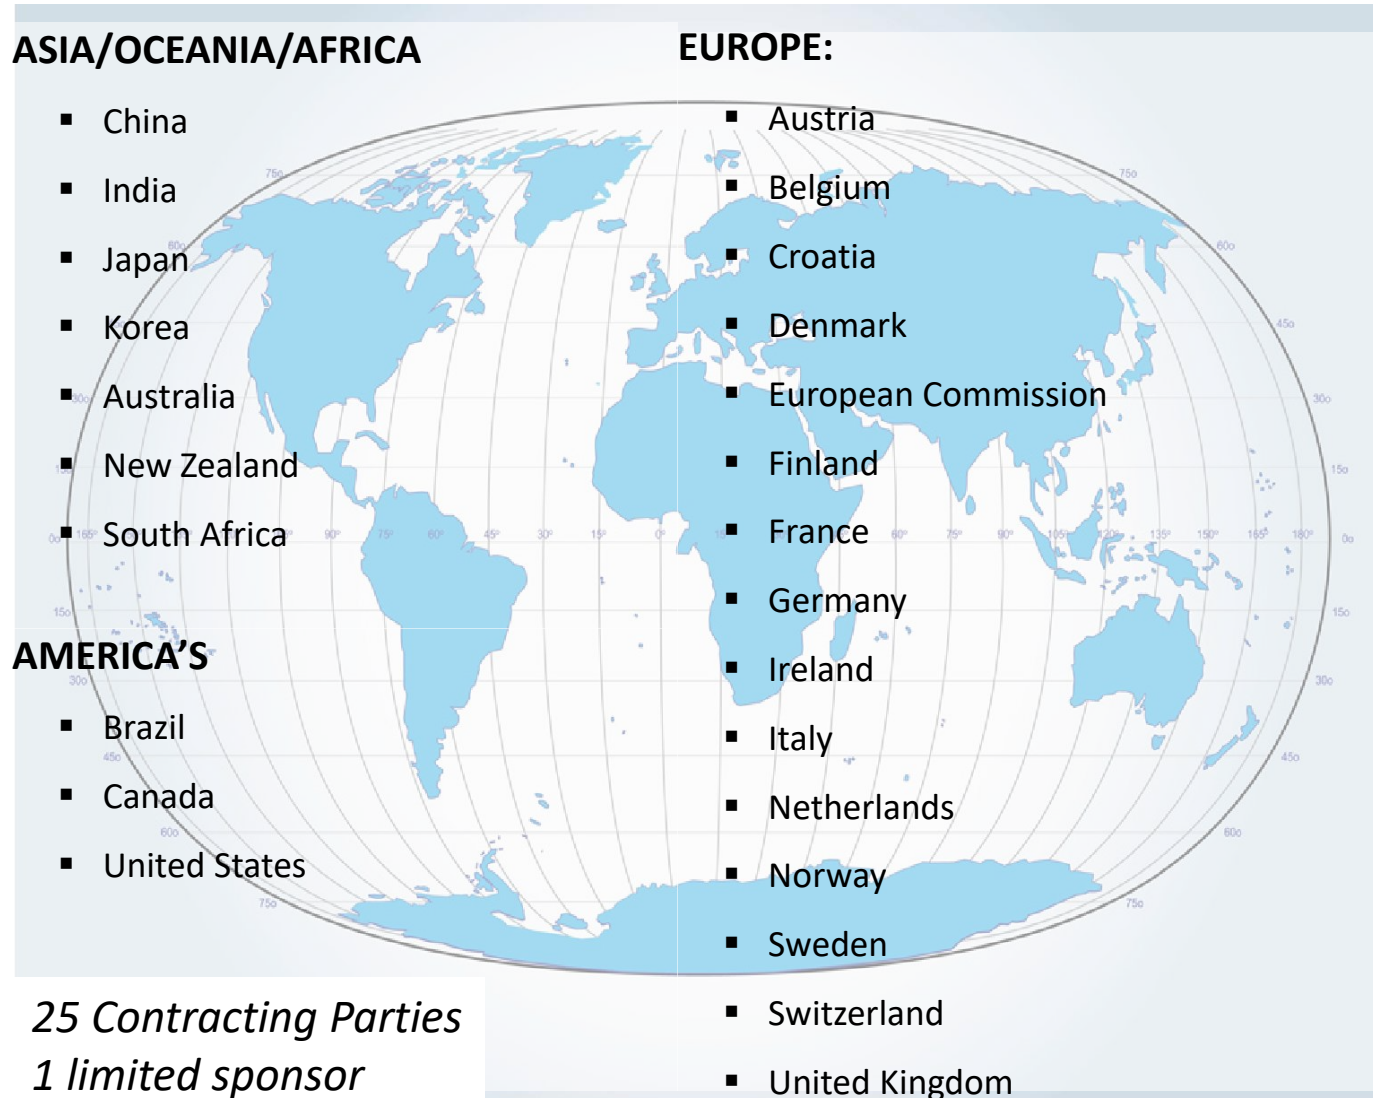 ASIA/OCEANIA/AFRICA
▪ China
▪ India
▪ Japan
▪ Korea
▪ Australia
▪ New Zealand
▪ South Africa
AMERICA’S
▪ Brazil
▪ Canada
▪ United States
25 Contracting Parties
1 limited sponsor
EUROPE:
▪ Austria
▪ Belgium
▪ Croatia
▪ Denmark
▪ European Commission
▪ Finland
▪ France
▪ Germany
▪ Ireland
▪ Italy
▪ Netherlands
▪ Norway
▪ Sweden
▪ Switzerland
▪ United Kingdom